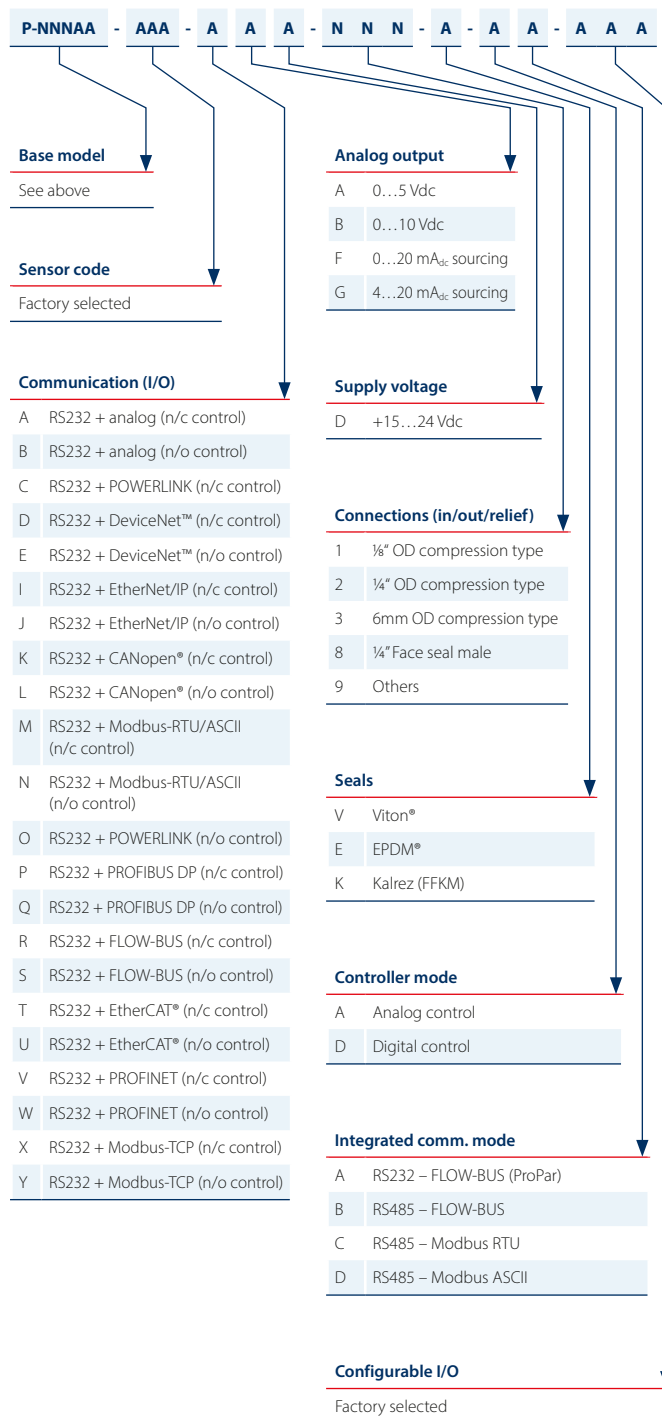 P-NNNAA - AAA - A A A - N N N - A - A A - A A A
Base model
See above
Sensor code
Factory selected
Communication (I/O)
A RS232 + analog (n/c control)
B RS232 + analog (n/o control)
C RS232 + POWERLINK (n/c control)
D RS232 + DeviceNet™ (n/c control)
E RS232 + DeviceNet™ (n/o control)
I RS232 + EtherNet/IP (n/c control)
J RS232 + EtherNet/IP (n/o control)
K RS232 + CANopen® (n/c control)
L RS232 + CANopen® (n/o control)
M RS232 + Modbus-RTU/ASCII
(n/c control)
N RS232 + Modbus-RTU/ASCII
(n/o control)
O RS232 + POWERLINK (n/o control)
P RS232 + PROFIBUS DP (n/c control)
Q RS232 + PROFIBUS DP (n/o control)
R RS232 + FLOW-BUS (n/c control)
S RS232 + FLOW-BUS (n/o control)
T RS232 + EtherCAT® (n/c control)
U RS232 + EtherCAT® (n/o control)
V RS232 + PROFINET (n/c control)
W RS232 + PROFINET (n/o control)
X RS232 + Modbus-TCP (n/c control)
Y RS232 + Modbus-TCP (n/o control)
Analog output
A 0…5 Vdc
B 0…10 Vdc
F 0…20 mAdc sourcing
G 4…20 mAdc sourcing
Supply voltage
D +15…24 Vdc
Connections (in/out/relief)
1 ⅛" OD compression type
2 ¼" OD compression type
3 6mm OD compression type
8 ¼" Face seal male
9 Others
Seals
V Viton®
E EPDM®
K Kalrez (FFKM)
Controller mode
A Analog control
D Digital control
Integrated comm. mode
A RS232 – FLOW-BUS (ProPar)
B RS485 – FLOW-BUS
C RS485 – Modbus RTU
D RS485 – Modbus ASCII
Configurable I/O
Factory selected